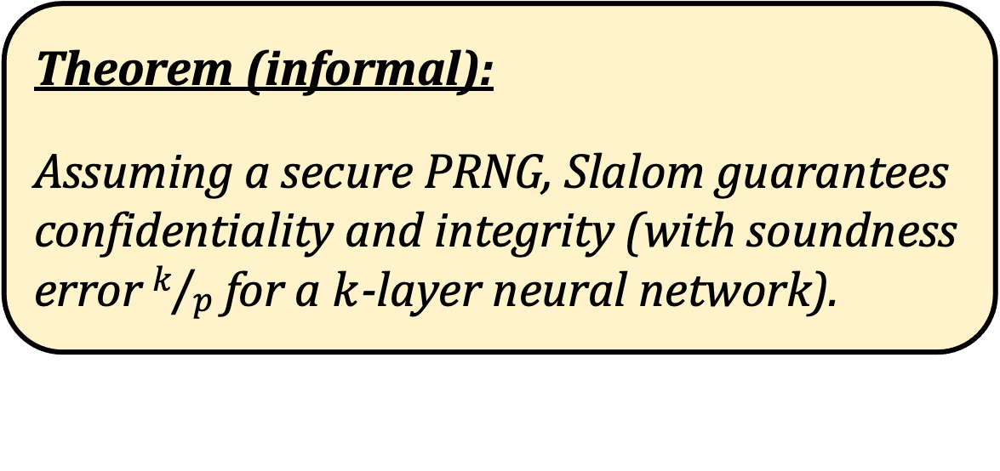 Theorem (informal):
Assuming a secure PRNG, Slalom guarantees
confidentiality and integrity (with soundness
error k/p for a k-layer neural network).